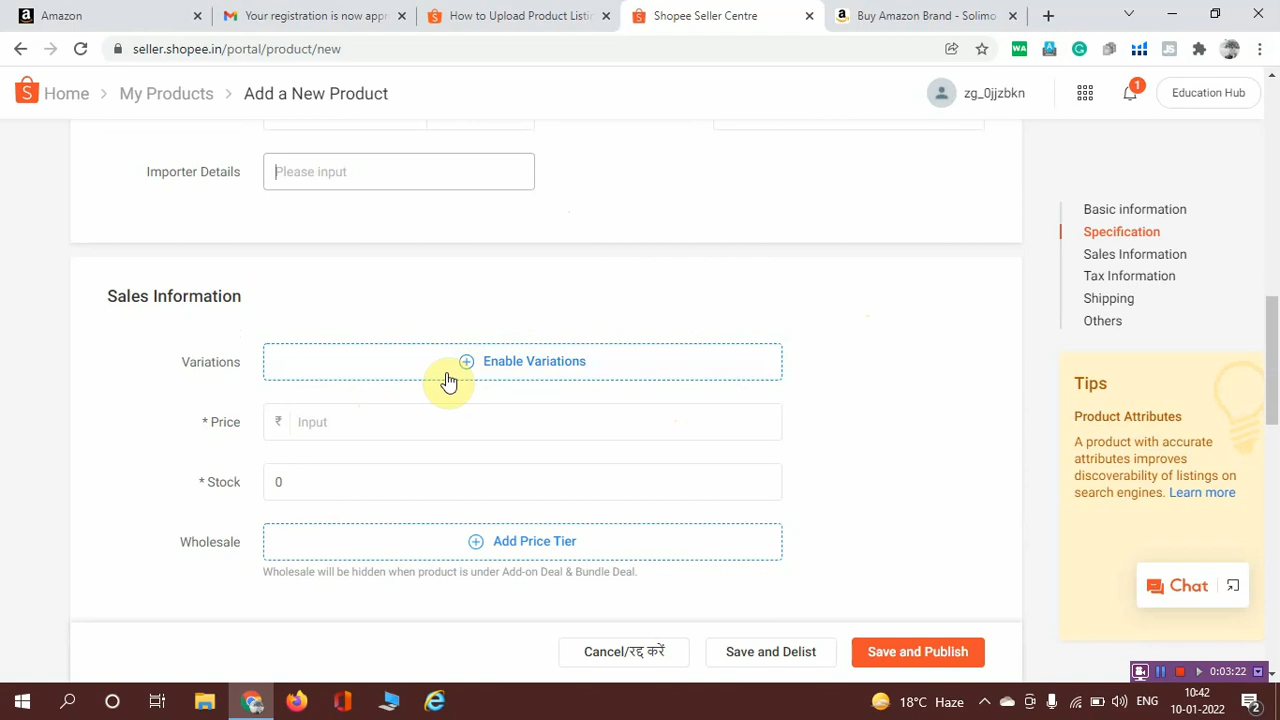 Amazon
Your registration is now appr
How to Upload Product Listin
Shopee Seller Centre
Buy Amazon Brand - Solimo
seller.shopee.in/portal/product/new
Home > My Products > Add a New Product
zg_0jjzbkn
1
Education Hub
Importer Details
Please input
Basic information
Specification
Sales Information
Tax Information
Shipping
Others
Sales Information
Variations
Enable Variations
* Price
₹ Input
* Stock
0
Wholesale
Add Price Tier
Wholesale will be hidden when product is under Add-on Deal & Bundle Deal.
Tips
Product Attributes
A product with accurate
attributes improves
discoverability of listings on
search engines. Learn more
Chat
Cancel/रद्द करें
Save and Delist
Save and Publish
0:03:22
18°C Haze
ENG
10:42
10-01-2022
2